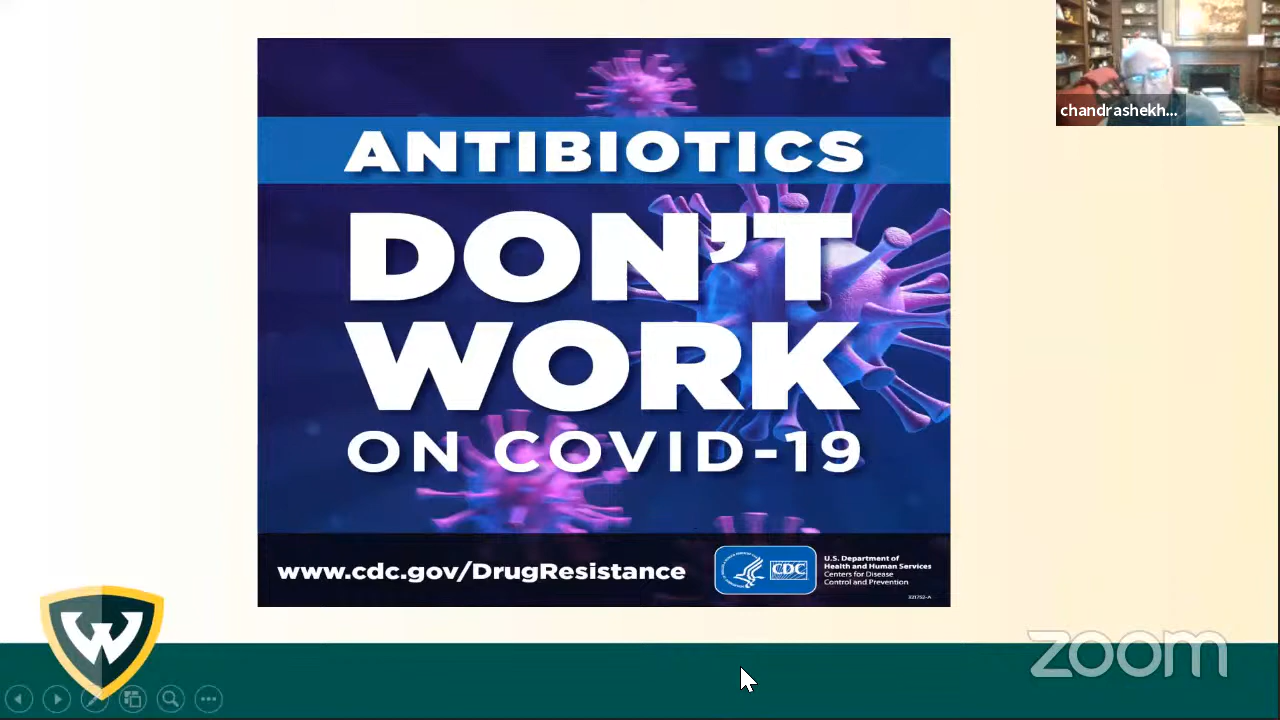 chandrashekh...
ANTIBIOTICS
DON'T
WORK
ON COVID-19
www.cdc.gov/DrugResistance
CDC
U.S. Department of
Health and Human Services
Centers for Disease
Control and Prevention
W
zoom